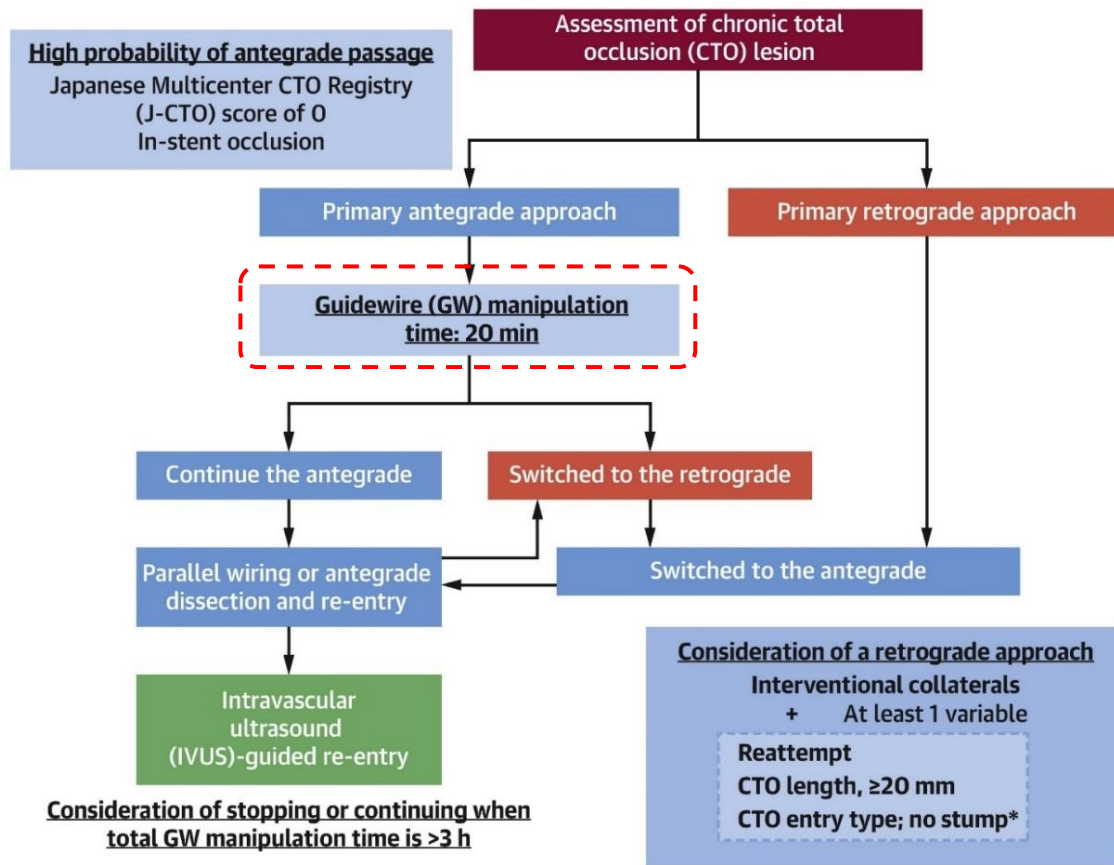 Assessment of chronic total
occlusion (CTO) lesion
High probability of antegrade passage
Japanese Multicenter CTO Registry
(J-CTO) score of 0
In-stent occlusion
Primary antegrade approach
Primary retrograde approach
Guidewire (GW) manipulation
time: 20 min
Continue the antegrade
Switched to the retrograde
Parallel wiring or antegrade
dissection and re-entry
Switched to the antegrade
Intravascular
ultrasound
(IVUS)-guided re-entry
Consideration of stopping or continuing when
total GW manipulation time is >3 h
Consideration of a retrograde approach
Interventional collaterals
+ At least 1 variable
Reattempt
CTO length, ≥20 mm
CTO entry type; no stump*